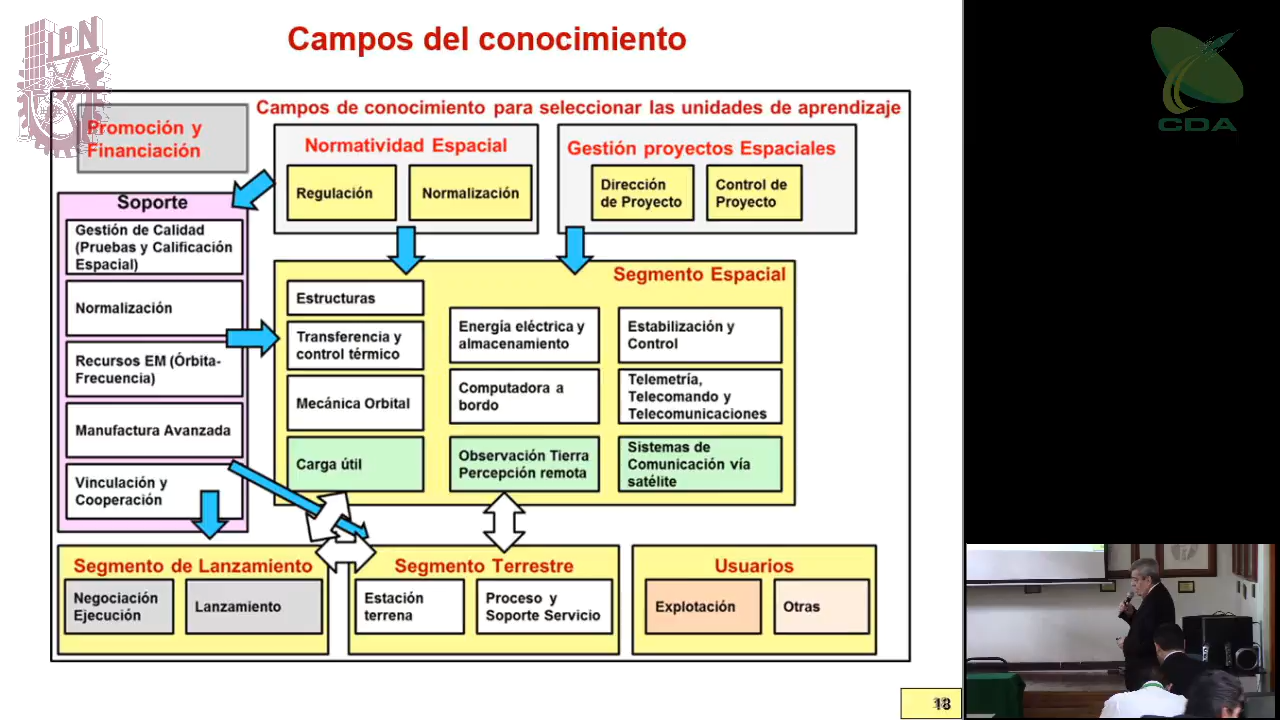 IPN
Campos del conocimiento
CDA
Campos de conocimiento para seleccionar las unidades de aprendizaje
Promoción y
Financiación
Normatividad Espacial
Regulación
Normalización
Gestión proyectos Espaciales
Dirección
de Proyecto
Control de
Proyecto
Soporte
Gestión de Calidad
(Pruebas y Calificación
Espacial)
Normalización
Recursos EM (Órbita-
Frecuencia)
Manufactura Avanzada
Vinculación y
Cooperación
Segmento Espacial
Estructuras
Transferencia y
control térmico
Mecánica Orbital
Carga útil
Energía eléctrica y
almacenamiento
Computadora a
bordo
Observación Tierra
Percepción remota
Estabilización y
Control
Telemetría,
Telecomando y
Telecomunicaciones
Sistemas de
Comunicación vía
satélite
Segmento de Lanzamiento
Negociación
Ejecución
Lanzamiento
Segmento Terrestre
Estación
terrena
Proceso y
Soporte Servicio
Usuarios
Explotación
Otras